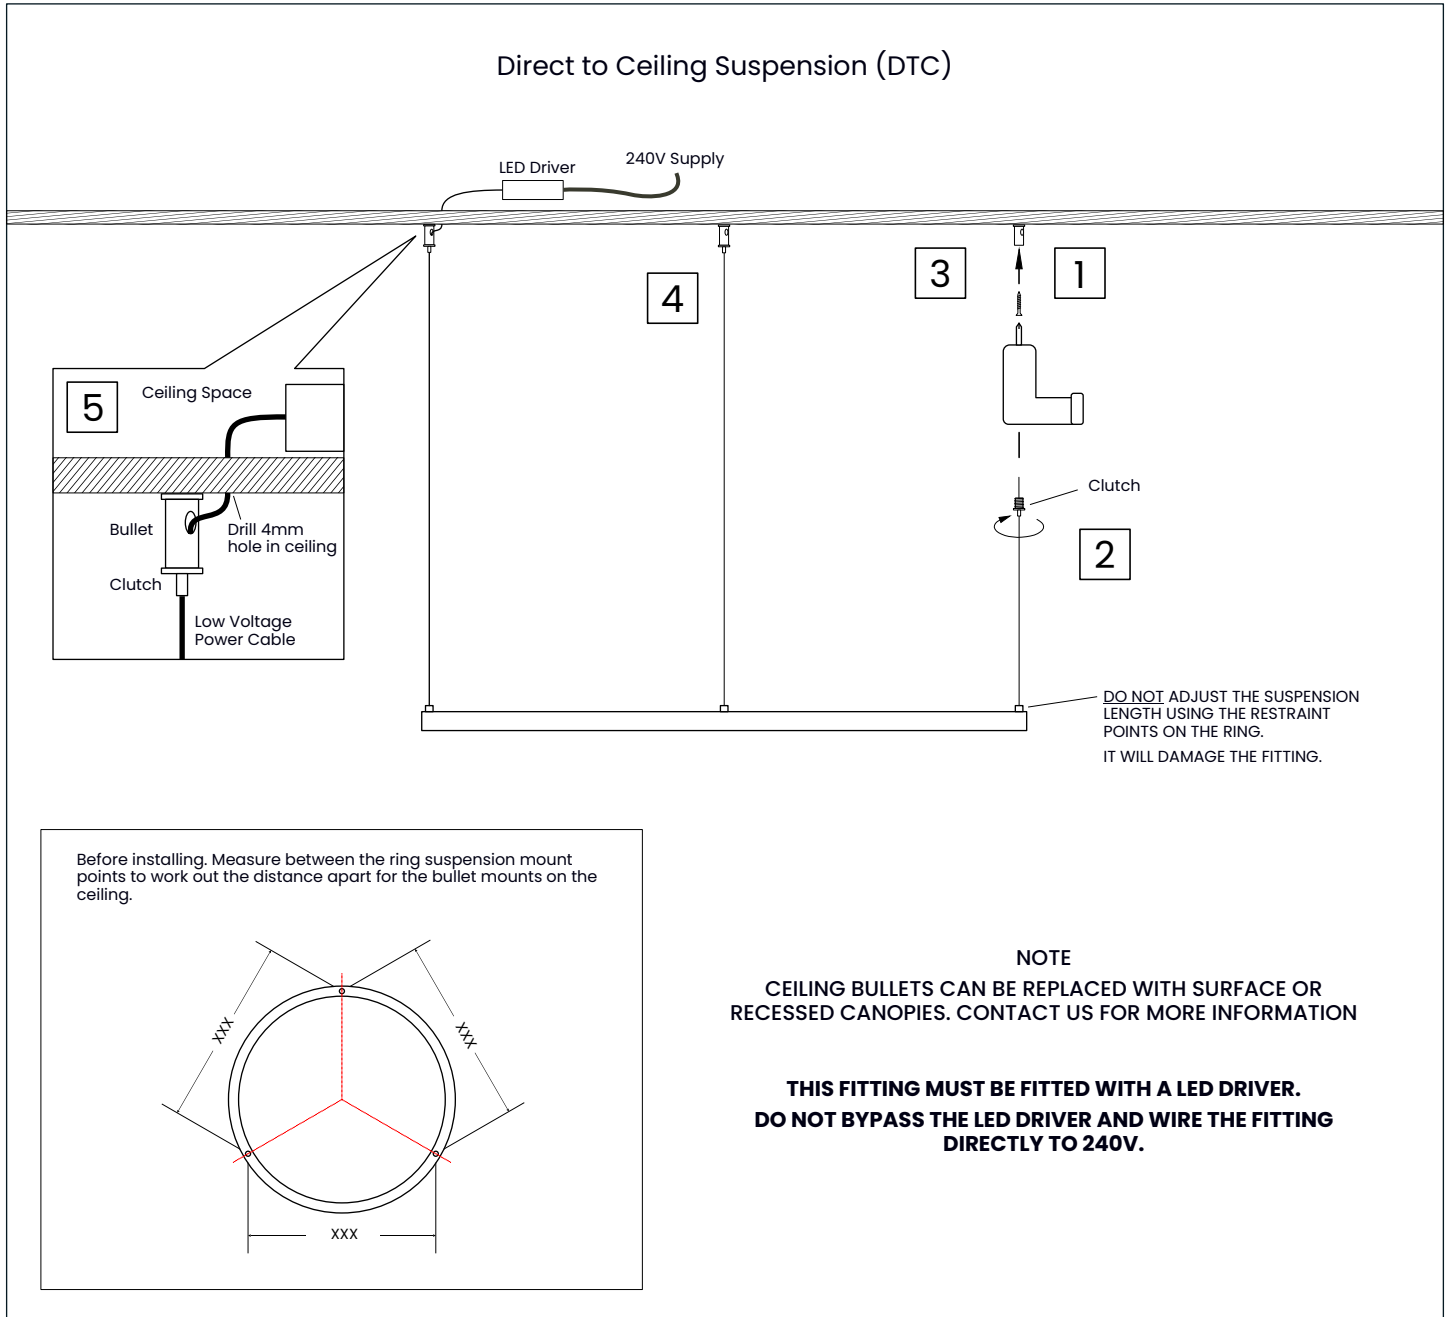 Direct to Ceiling Suspension (DTC)
LED Driver
240V Supply
3
1
4
5
Ceiling Space
Bullet
Drill 4mm
hole in ceiling
Clutch
Low Voltage
Power Cable
Clutch
2
DO NOT ADJUST THE SUSPENSION
LENGTH USING THE RESTRAINT
POINTS ON THE RING.
IT WILL DAMAGE THE FITTING.
Before installing. Measure between the ring suspension mount
points to work out the distance apart for the bullet mounts on the
ceiling.
XXX
XXX
XXX
NOTE
CEILING BULLETS CAN BE REPLACED WITH SURFACE OR
RECESSED CANOPIES. CONTACT US FOR MORE INFORMATION
THIS FITTING MUST BE FITTED WITH A LED DRIVER.
DO NOT BYPASS THE LED DRIVER AND WIRE THE FITTING
DIRECTLY TO 240V.